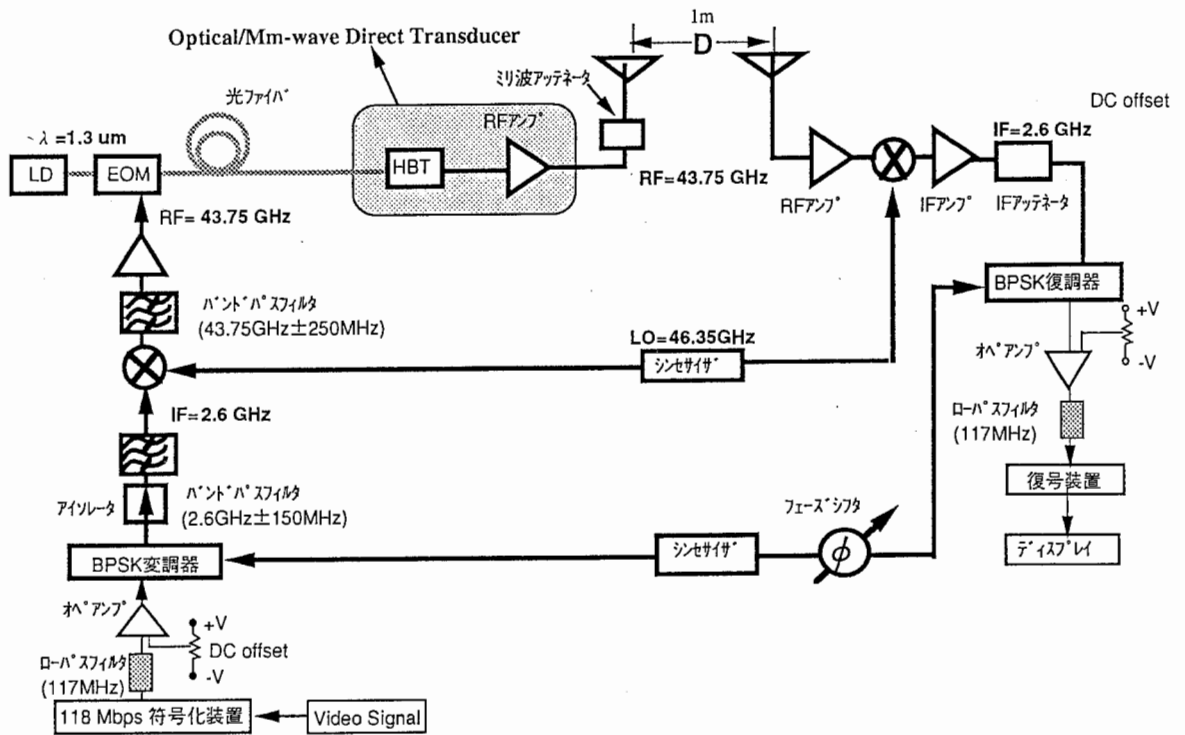 Optical/Mm-wave Direct Transducer
1m
D
ミリ波アッテネータ
光ファイバ
RFアンプ
DC offset
~ λ =1.3 um
LD
EOM
HBT
RF=43.75 GHz
IF=2.6 GHz
RFアンプ
IFアンプ
IFアッテネータ
RF= 43.75 GHz
BPSK復調器
+V
-V
オペアンプ
バンドパスフィルタ
(43.75GHz±250MHz)
LO=46.35GHz
シンセサイザ
ローパスフィルタ
(117MHz)
IF=2.6 GHz
復号装置
アイソレータ
バンドパスフィルタ
(2.6GHz±150MHz)
フェーズシフタ
ϕ
シンセサイザ
ディスプレイ
BPSK変調器
オペアンプ
+V
DC offset
-V
ローパスフィルタ
(117MHz)
118 Mbps 符号化装置
Video Signal